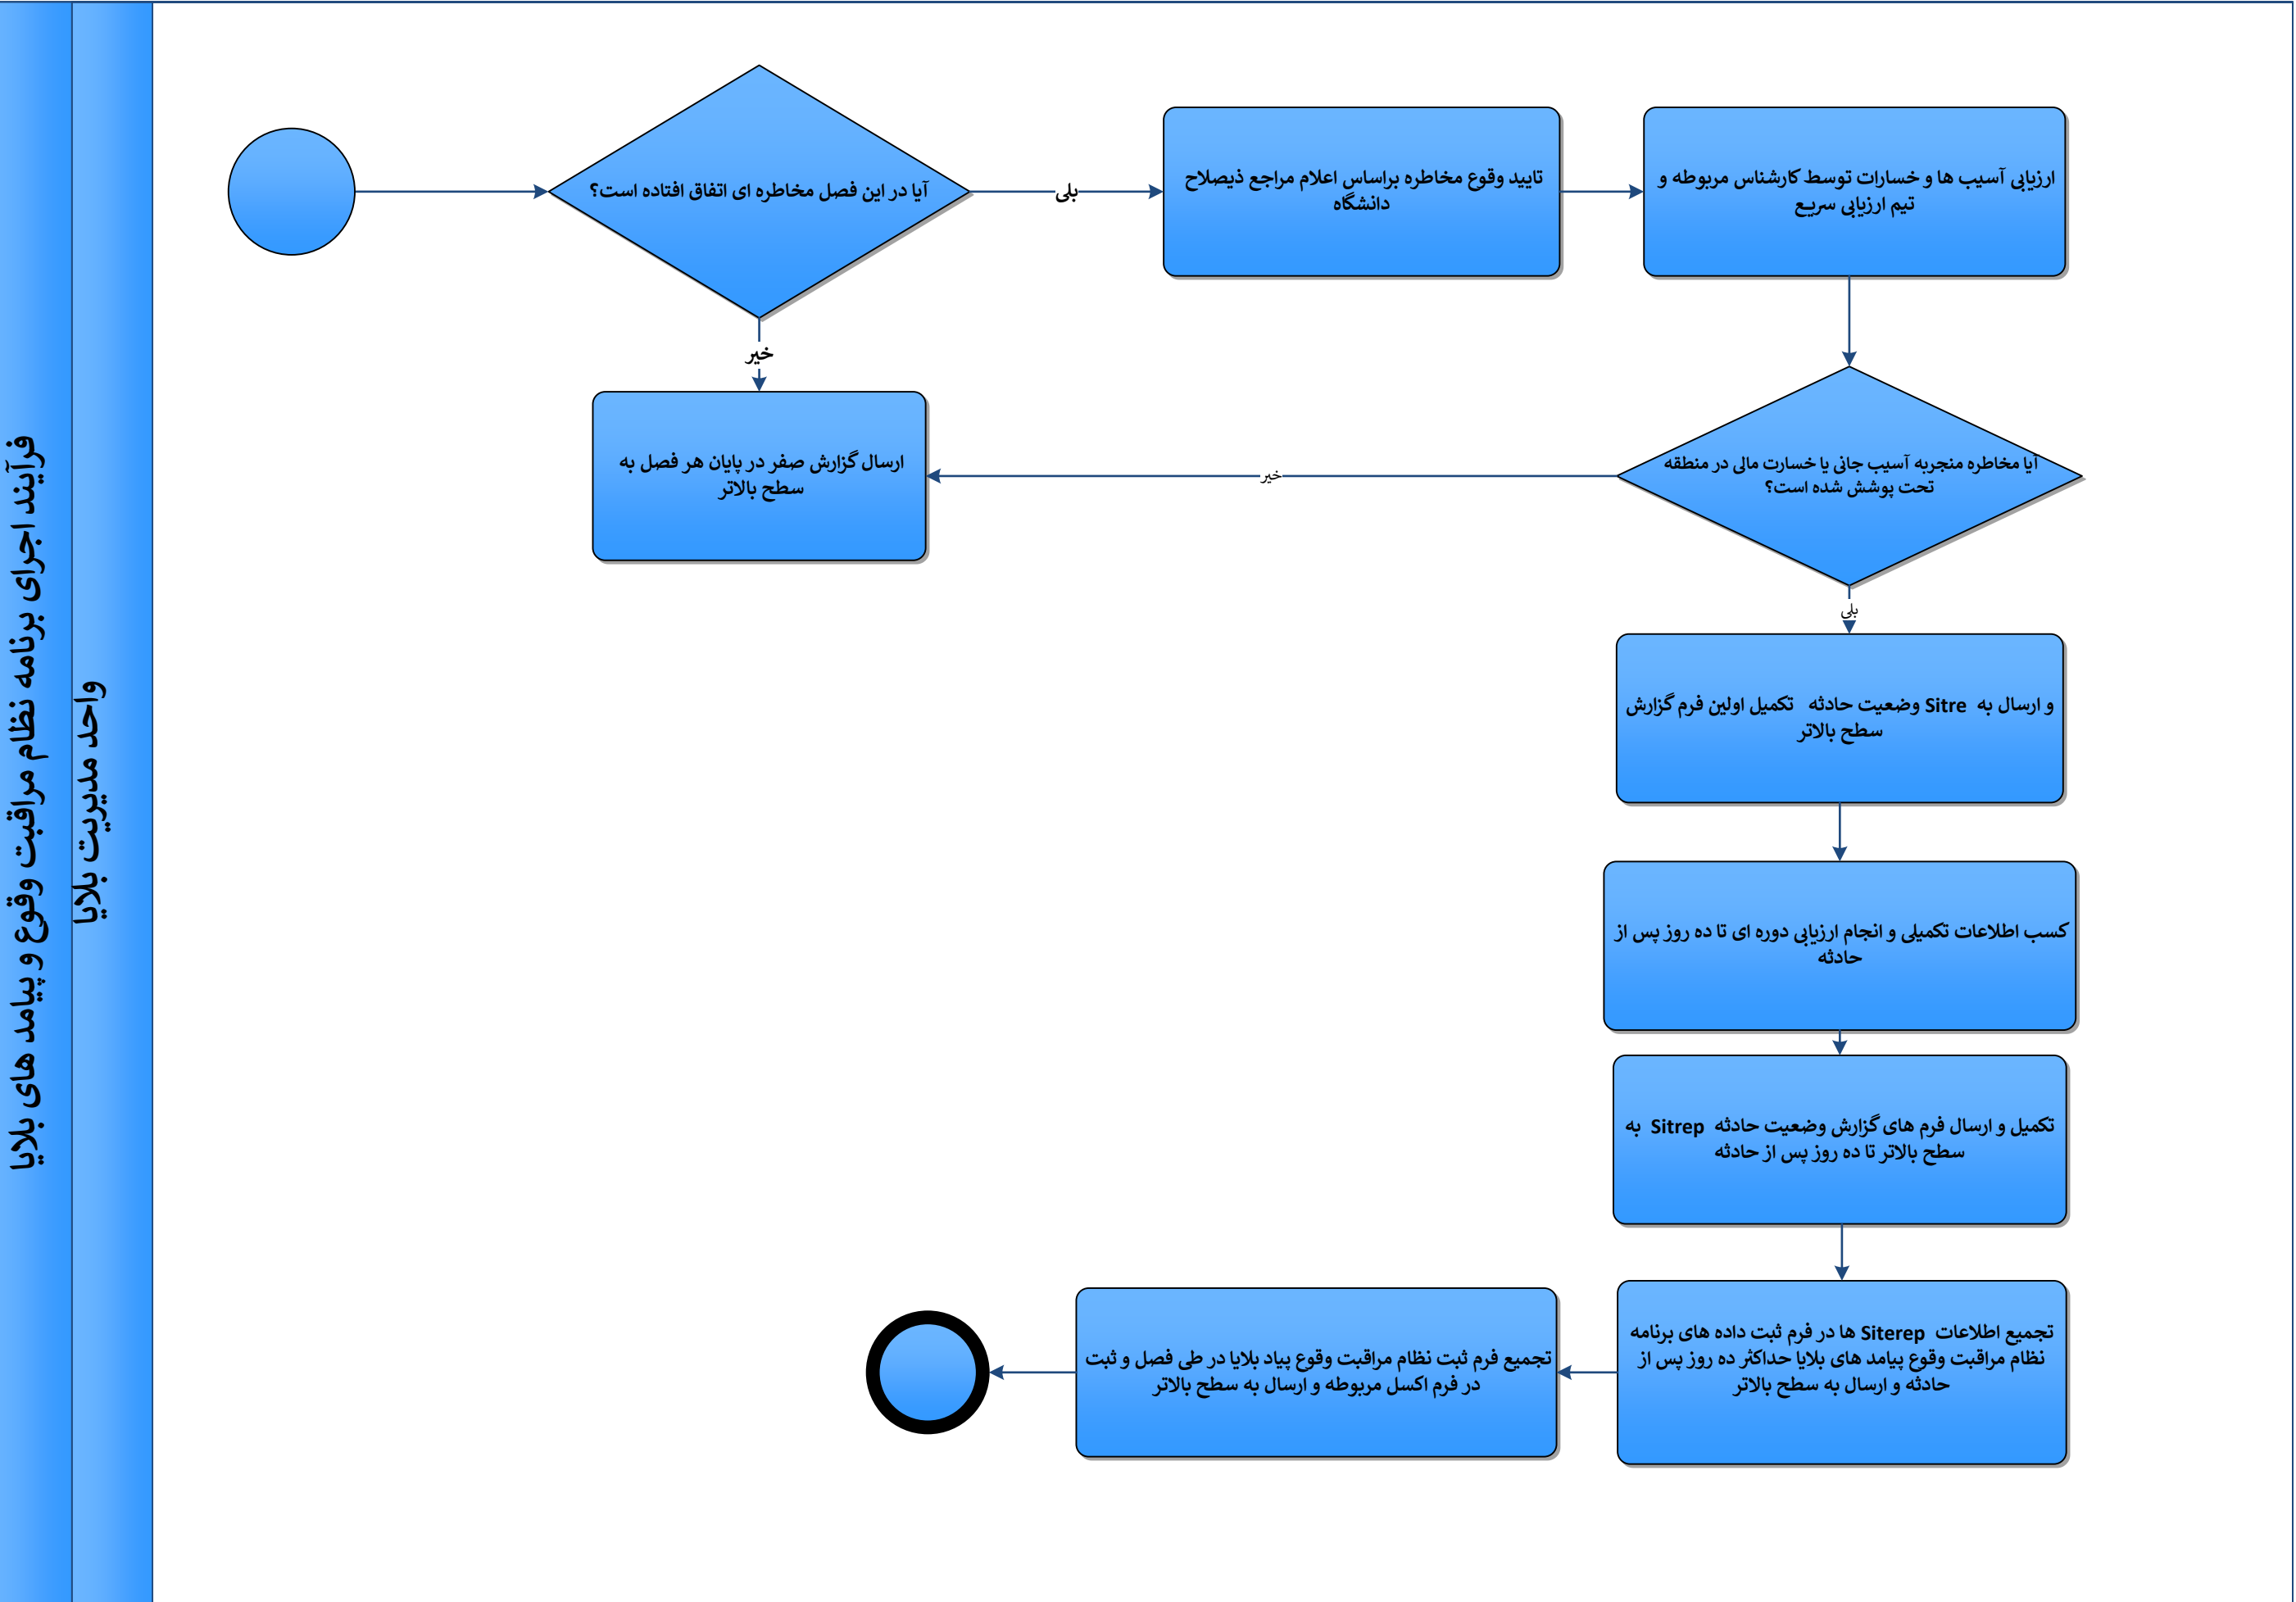 فرآیند اجرای برنامه نظام مراقبت وقوع و پیامد های بلایا
واحد مدیریت بلایا
آیا در این فصل مخاطره ای اتفاق افتاده است؟
بلی
تایید وقوع مخاطره براساس اعلام مراجع ذیصلاح
دانشگاه
ارزیابی آسیب ها و خسارات توسط کارشناس مربوطه و
تیم ارزیابی سریع
خیر
ارسال گزارش صفر در پایان هر فصل به
سطح بالاتر
خیر
آیا مخاطره منجربه آسیب جانی یا خسارت مالی در منطقه
تحت پوشش شده است؟
بلی
و ارسال به Sitre وضعیت حادثه تکمیل اولین فرم گزارش
سطح بالاتر
کسب اطلاعات تکمیلی و انجام ارزیابی دوره ای تا ده روز پس از
حادثه
تکمیل و ارسال فرم های گزارش وضعیت حادثه Sitrep به
سطح بالاتر تا ده روز پس از حادثه
تجمیع اطلاعات Siterep ها در فرم ثبت داده های برنامه
نظام مراقبت وقوع پیامد های بلایا حداکثر ده روز پس از
حادثه و ارسال به سطح بالاتر
تجمیع فرم ثبت نظام مراقبت وقوع پیاد بلایا در طی فصل و ثبت
در فرم اکسل مربوطه و ارسال به سطح بالاتر